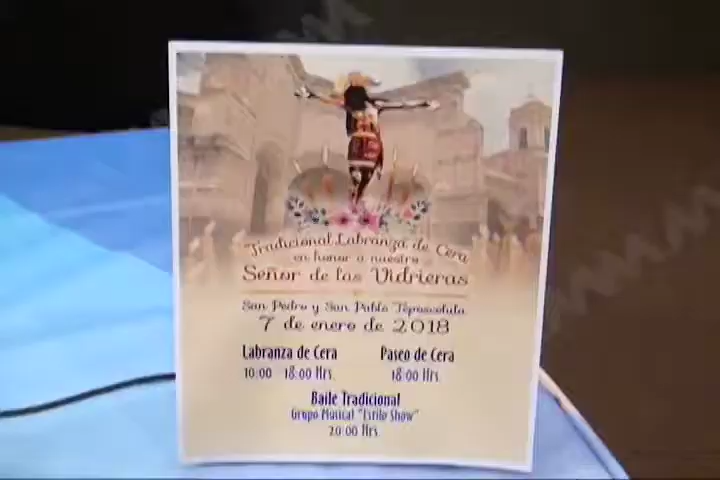 Tradicional Labranza de Cera
en honor a nuestro
Señor de las Vidrieras
San Pedro y San Pablo Teposcolula
7 de enero de 2018
Labranza de Cera Paseo de Cera
10:00 18:00 Hrs. 18:00 Hrs.
Baile Tradicional
Grupo Musical "Estilo Show"
20:00 Hrs.